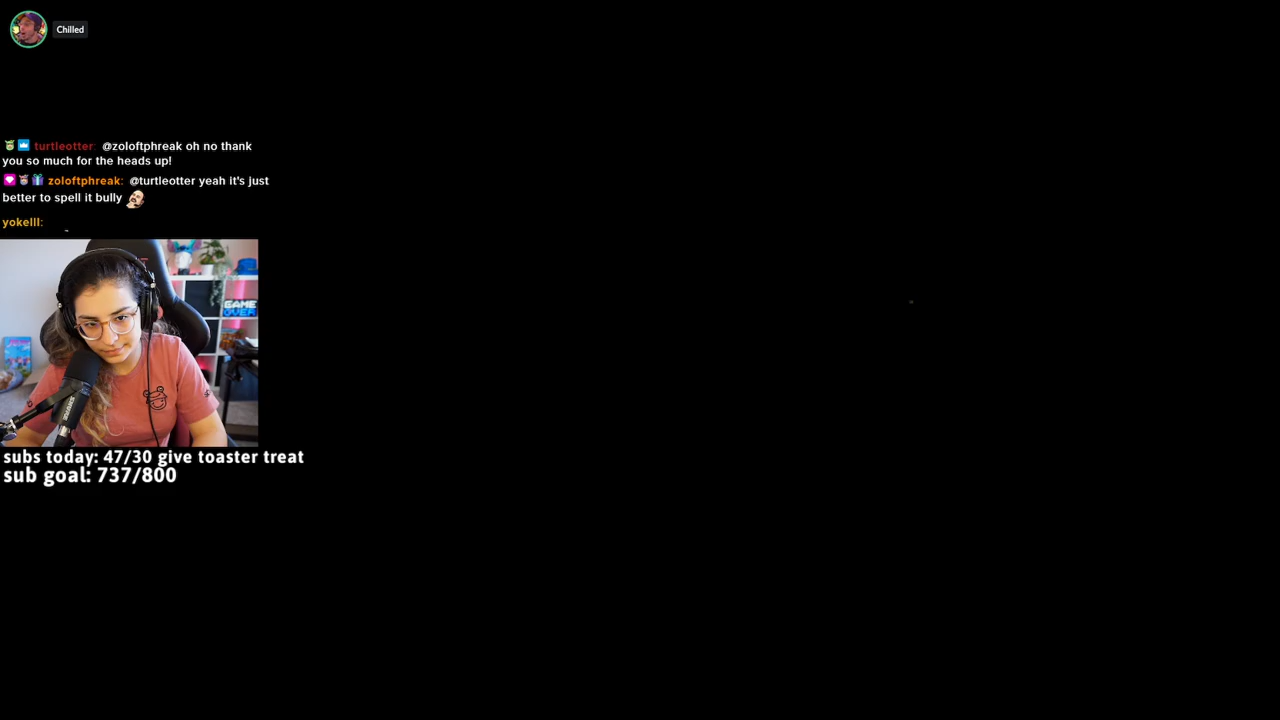 Chilled
turtleotter: @zoloftphreak oh no thank
you so much for the heads up!
zoloftphreak: @turtleotter yeah it's just
better to spell it bully
yokelll:
GAME
OVER
SHURE
subs today: 47/30 give toaster treat
sub goal: 737/800